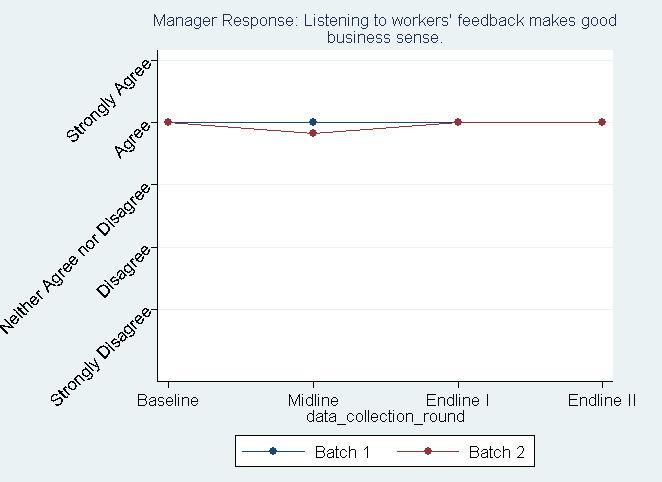 Manager Response: Listening to workers' feedback makes good
business sense.
Strongly Agree
Agree
Neither Agree nor Disagree
Disagree
Strongly Disagree
Baseline Midline Endline I Endline II
data_collection_round
Batch 1 Batch 2